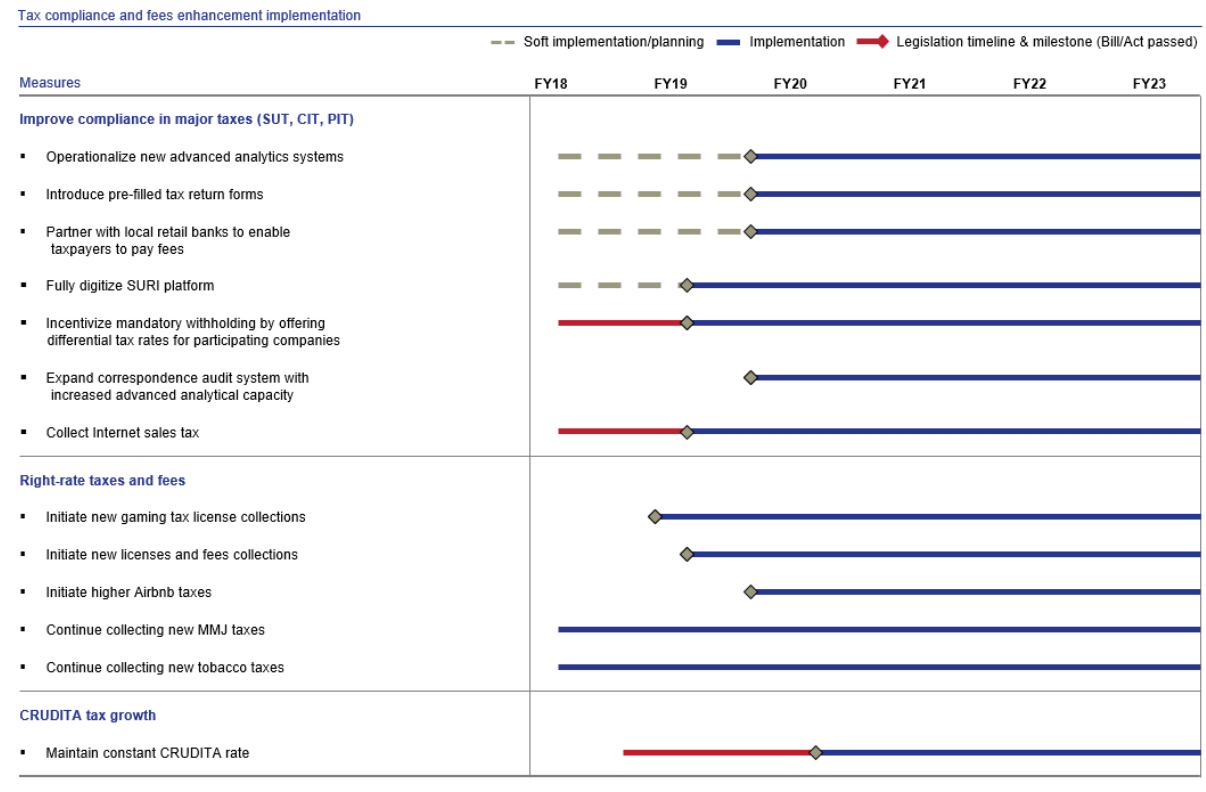 Tax compliance and fees enhancement implementation
Soft implementation/planning Implementation Legislation timeline & milestone (Bill/Act passed)
Measures FY18 FY19 FY20 FY21 FY22 FY23
Improve compliance in major taxes (SUT, CIT, PIT)
▪ Operationalize new advanced analytics systems
▪ Introduce pre-filled tax return forms
▪ Partner with local retail banks to enable
taxpayers to pay fees
▪ Fully digitize SURI platform
▪ Incentivize mandatory withholding by offering
differential tax rates for participating companies
▪ Expand correspondence audit system with
increased advanced analytical capacity
▪ Collect Internet sales tax
Right-rate taxes and fees
▪ Initiate new gaming tax license collections
▪ Initiate new licenses and fees collections
▪ Initiate higher Airbnb taxes
▪ Continue collecting new MMJ taxes
▪ Continue collecting new tobacco taxes
CRUDITA tax growth
▪ Maintain constant CRUDITA rate